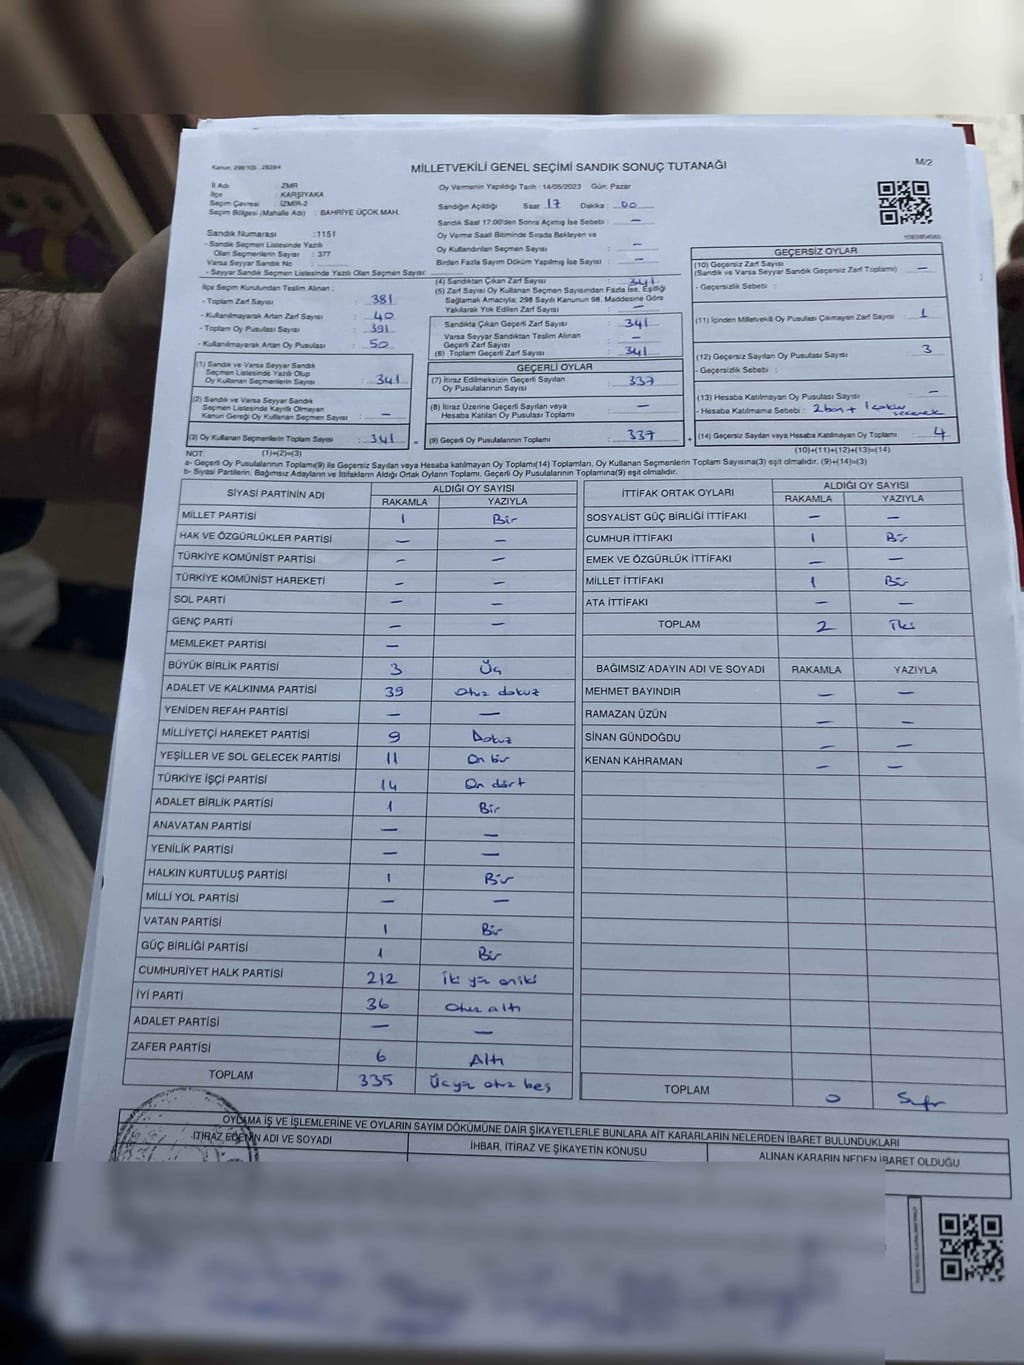 Kanun: 298/105 , 2839/4
MİLLETVEKİLİ GENEL SEÇİMİ SANDIK SONUÇ TUTANAĞI
M/2
İl Adı : ZMR
İlçe : KARŞIYAKA
Seçim Çevresi : İZMİR-2
Seçim Bölgesi (Mahalle Adı) : BAHRİYE ÜÇOK MAH.
Oy Vermenin Yapıldığı Tarih : 14/05/2023 Gün: Pazar
Sandığın Açıldığı Saat 17 Dakika : 00
Sandık Saat 17.00'den Sonra Açılmış İse Sebebi : —
Oy Verme Saati Bitiminde Sırada Bekleyen ve
Oy Kullandırılan Seçmen Sayısı : —
Birden Fazla Sayım Döküm Yapılmış İse Sayısı : —
Sandık Numarası : 1151
- Sandık Seçmen Listesinde Yazılı
Olan Seçmenlerin Sayısı : 377
Varsa Seyyar Sandık No :
- Seyyar Sandık Seçmen Listesinde Yazılı Olan Seçmen Sayısı:
İlçe Seçim Kurulundan Teslim Alınan :
- Toplam Zarf Sayısı : 381
- Kullanılmayarak Artan Zarf Sayısı : 40
- Toplam Oy Pusulası Sayısı : 391
- Kullanılmayarak Artan Oy Pusulası : 50
(1) Sandık ve Varsa Seyyar Sandık
Seçmen Listesinde Yazılı Olup
Oy Kullanan Seçmenlerin Sayısı : 341
(2) Sandık ve Varsa Seyyar Sandık
Seçmen Listesinde Kayıtlı Olmayan
Kanun Gereği Oy Kullanan Seçmen Sayısı : —
(3) Oy Kullanan Seçmenlerin Toplam Sayısı : 341
(1)+(2)=(3)
(4) Sandıktan Çıkan Zarf Sayısı : 341
(5) Zarf Sayısı Oy Kullanan Seçmen Sayısından Fazla İse, Eşitliği
Sağlamak Amacıyla; 298 Sayılı Kanunun 98. Maddesine Göre
Yakılarak Yok Edilen Zarf Sayısı : —
Sandıkta Çıkan Geçerli Zarf Sayısı : 341
Varsa Seyyar Sandıktan Teslim Alınan
Geçerli Zarf Sayısı : —
(6) Toplam Geçerli Zarf Sayısı : 341
GEÇERLİ OYLAR
(7) İtiraz Edilmeksizin Geçerli Sayılan
Oy Pusulalarının Sayısı : 337
(8) İtiraz Üzerine Geçerli Sayılan veya
Hesaba Katılan Oy Pusulası Toplamı : —
= (9) Geçerli Oy Pusulalarının Toplamı : 337
GEÇERSİZ OYLAR
(10) Geçersiz Zarf Sayısı
(Sandık ve Varsa Seyyar Sandık Geçersiz Zarf Toplamı) : —
- Geçersizlik Sebebi :
(11) İçinden Milletvekili Oy Pusulası Çıkmayan Zarf Sayısı : 1
(12) Geçersiz Sayılan Oy Pusulası Sayısı : 3
- Geçersizlik Sebebi :
(13) Hesaba Katılmayan Oy Pusulası Sayısı : —
- Hesaba Katılmama Sebebi : 2 boş + 1
+ (14) Geçersiz Sayılan veya Hesaba Katılmayan Oy Toplamı : 4
(10)+(11)+(12)+(13)=(14)
NOT:
a- Geçerli Oy Pusulalarının Toplamı(9) ile Geçersiz Sayılan veya Hesaba katılmayan Oy Toplamı(14) Toplamları, Oy Kullanan Seçmenlerin Toplam Sayısına(3) eşit olmalıdır. (9)+(14)=(3)
b- Siyasi Partilerin, Bağımsız Adayların ve İttifakların Aldığı Ortak Oyların Toplamı, Geçerli Oy Pusulalarının Toplamına(9) eşit olmalıdır.
SİYASİ PARTİNİN ADI ALDIĞI OY SAYISI
RAKAMLA YAZIYLA
MİLLET PARTİSİ 1 Bir
HAK VE ÖZGÜRLÜKLER PARTİSİ — —
TÜRKİYE KOMÜNİST PARTİSİ — —
TÜRKİYE KOMÜNİST HAREKETİ — —
SOL PARTİ — —
GENÇ PARTİ — —
MEMLEKET PARTİSİ —
BÜYÜK BİRLİK PARTİSİ 3 Üç
ADALET VE KALKINMA PARTİSİ 39 otuz dokuz
YENİDEN REFAH PARTİSİ — —
MİLLİYETÇİ HAREKET PARTİSİ 9 Dokuz
YEŞİLLER VE SOL GELECEK PARTİSİ 11 On bir
TÜRKİYE İŞÇİ PARTİSİ 14 On dört
ADALET BİRLİK PARTİSİ 1 Bir
ANAVATAN PARTİSİ — —
YENİLİK PARTİSİ — —
HALKIN KURTULUŞ PARTİSİ 1 Bir
MİLLİ YOL PARTİSİ — —
VATAN PARTİSİ 1 Bir
GÜÇ BİRLİĞİ PARTİSİ 1 Bir
CUMHURİYET HALK PARTİSİ 212 iki yz oniki
İYİ PARTİ 36 otuz altı
ADALET PARTİSİ — —
ZAFER PARTİSİ 6 Altı
TOPLAM 335 Üçyz otuz beş
İTTİFAK ORTAK OYLARI ALDIĞI OY SAYISI
RAKAMLA YAZIYLA
SOSYALİST GÜÇ BİRLİĞİ İTTİFAKI — —
CUMHUR İTTİFAKI 1 Bir
EMEK VE ÖZGÜRLÜK İTTİFAKI — —
MİLLET İTTİFAKI 1 Bir
ATA İTTİFAKI — —
TOPLAM 2 İki
BAĞIMSIZ ADAYIN ADI VE SOYADI RAKAMLA YAZIYLA
MEHMET BAYINDIR — —
RAMAZAN ÜZÜN — —
SİNAN GÜNDOĞDU — —
KENAN KAHRAMAN — —
TOPLAM 0 Sıfır
OYLAMA İŞ VE İŞLEMLERİNE VE OYLARIN SAYIM DÖKÜMÜNE DAİR ŞİKAYETLERLE BUNLARA AİT KARARLARIN NELERDEN İBARET BULUNDUKLARI
İTİRAZ EDENİN ADI VE SOYADI İHBAR, İTİRAZ VE ŞİKAYETİN KONUSU ALINAN KARARIN NEDEN İBARET OLDUĞU